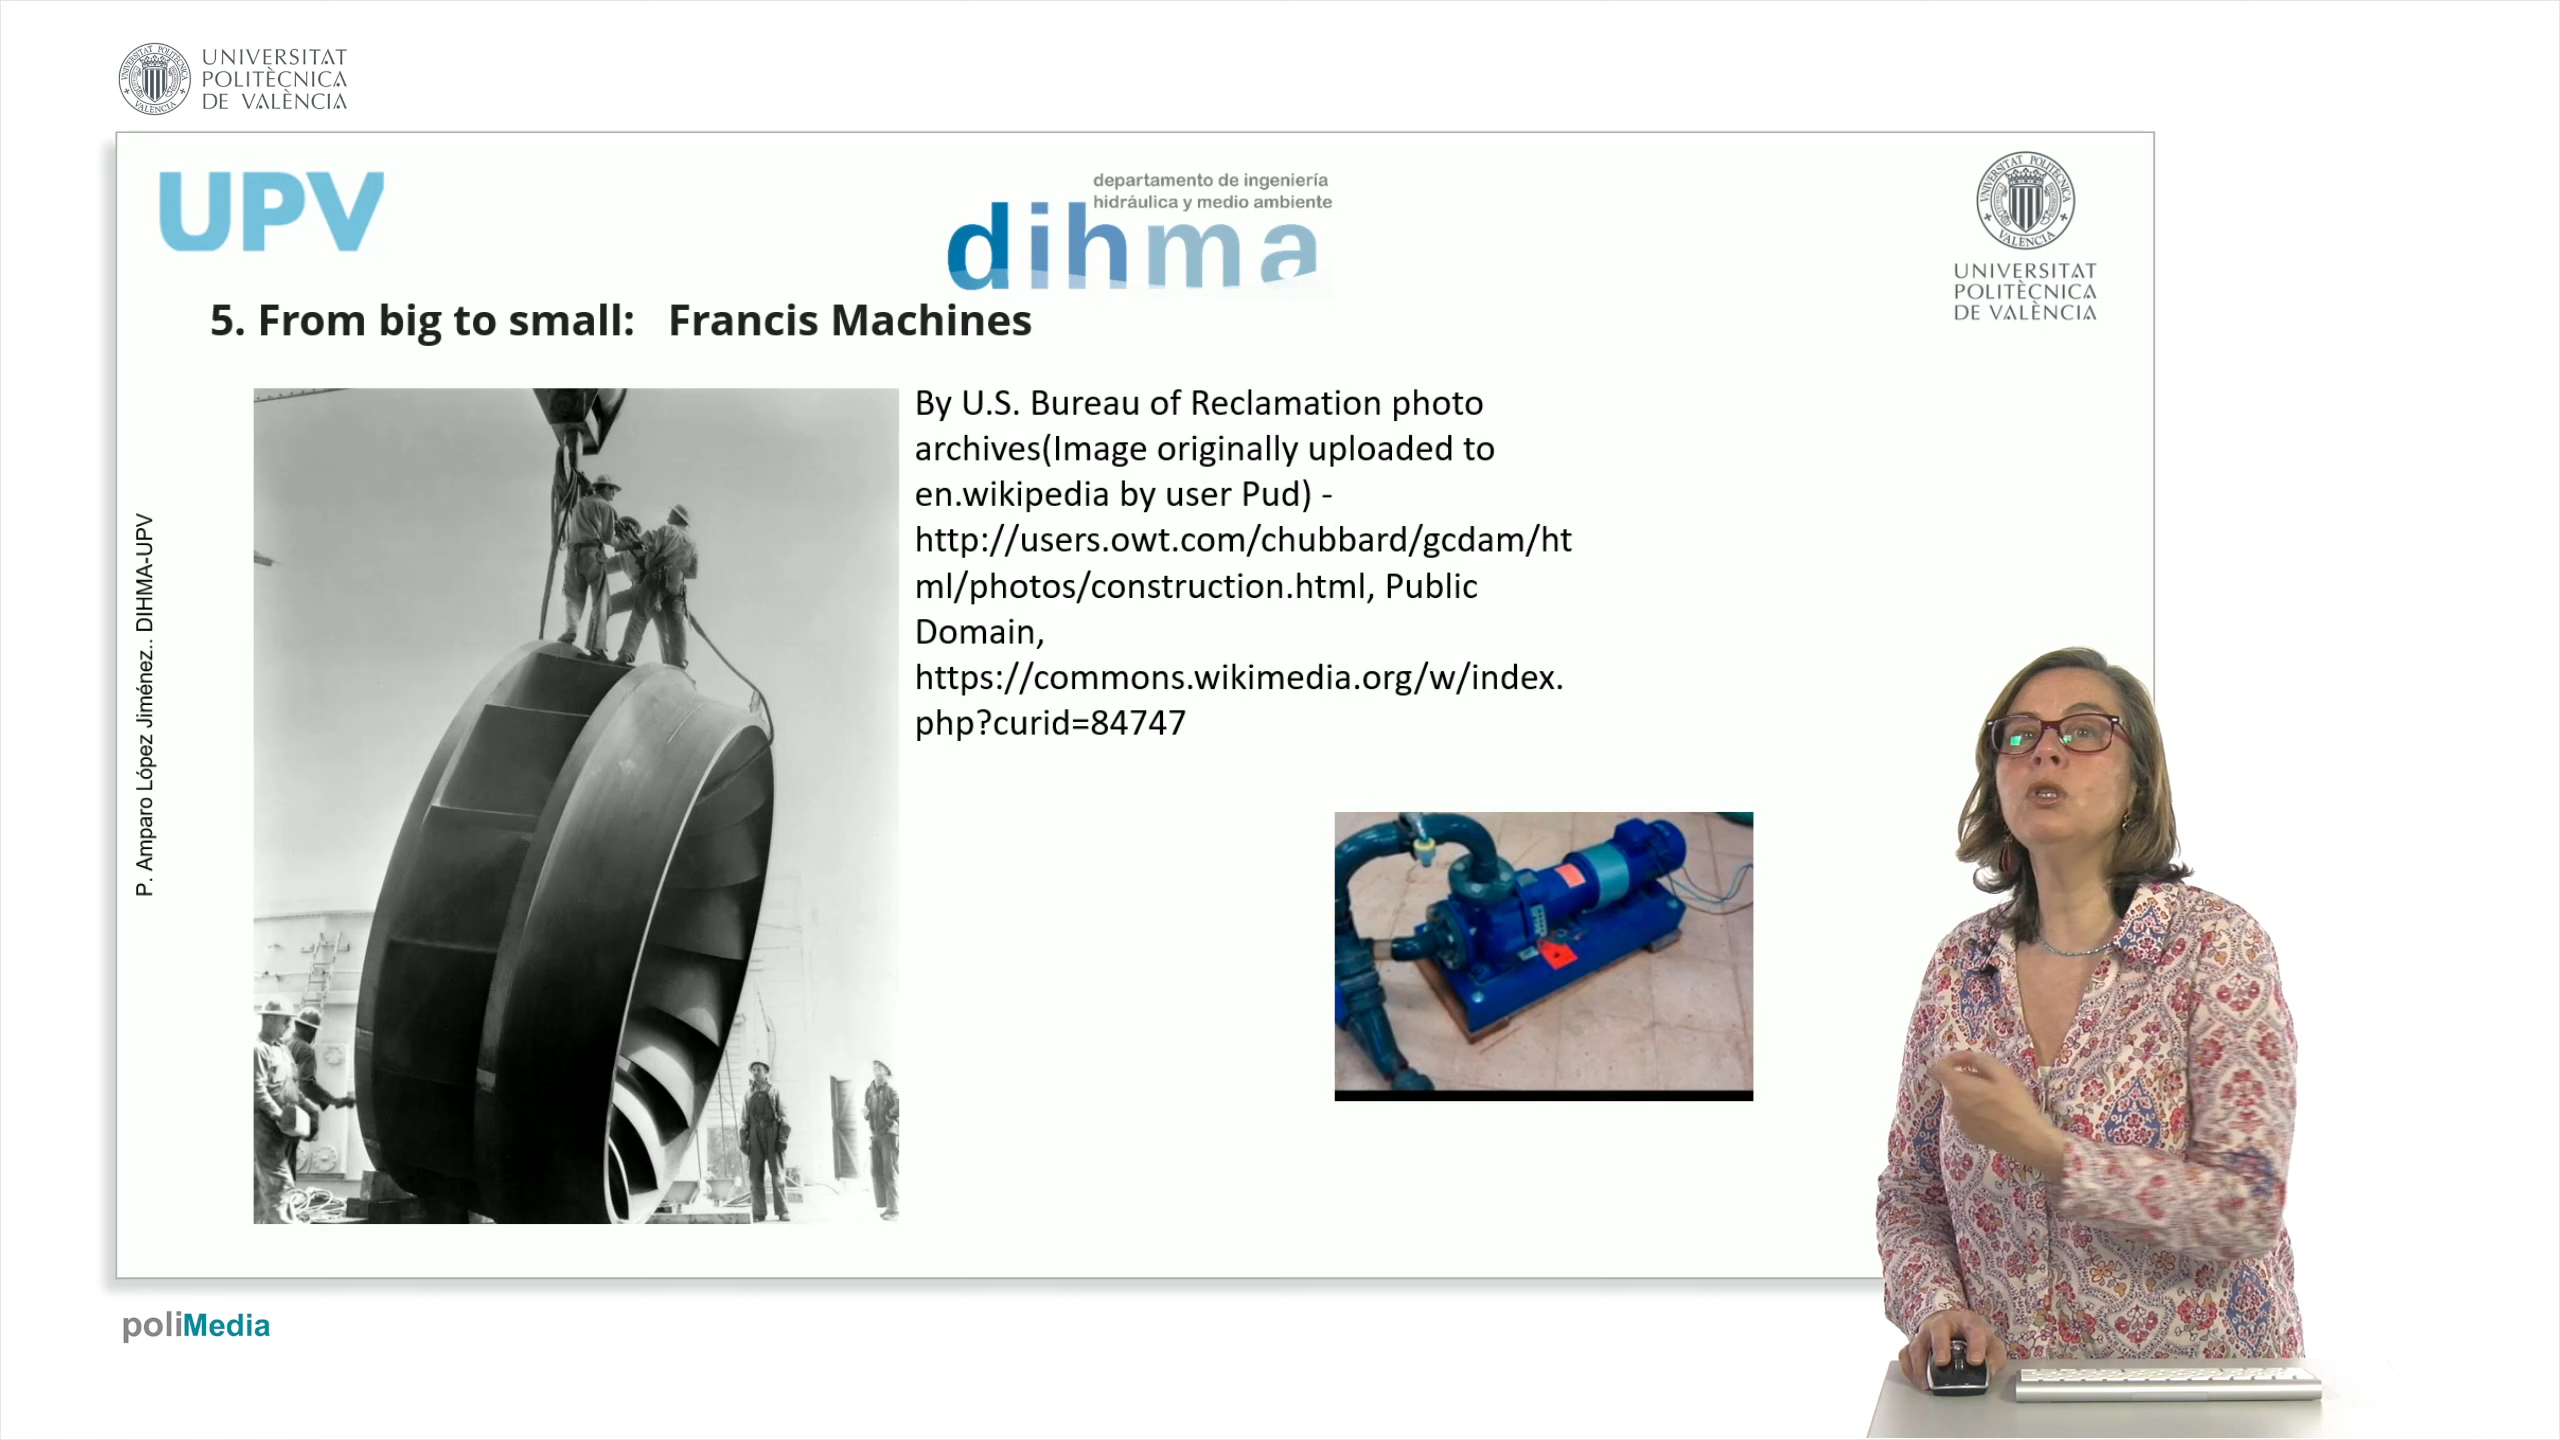 UNIVERSITAT
POLITÈCNICA
DE VALÈNCIA
UPV
departamento de ingeniería
hidráulica y medio ambiente
dihma
UNIVERSITAT
POLITÈCNICA
DE VALÈNCIA
5. From big to small: Francis Machines
By U.S. Bureau of Reclamation photo
archives(Image originally uploaded to
en.wikipedia by user Pud) -
http://users.owt.com/chubbard/gcdam/ht
ml/photos/construction.html, Public
Domain,
https://commons.wikimedia.org/w/index.
php?curid=84747
P. Amparo López Jiménez.. DIHMA-UPV
poliMedia